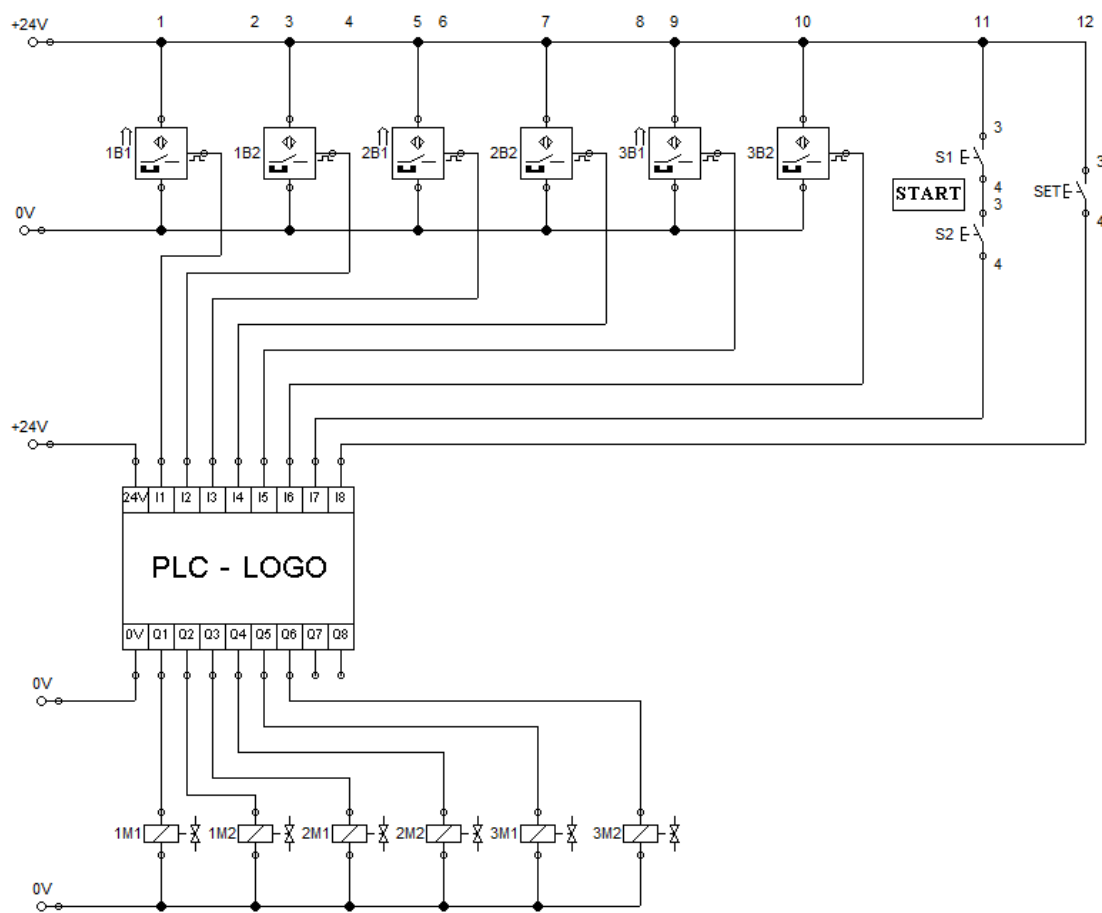 1 2 3 4 5 6 7 8 9 10 11 12
+24V
1B1 1B2 2B1 2B2 3B1 3B2
3
S1
4
START
3
S2
4
3
SET
4
0V
+24V
24V I1 I2 I3 I4 I5 I6 I7 I8
PLC - LOGO
0V Q1 Q2 Q3 Q4 Q5 Q6 Q7 Q8
0V
1M1 1M2 2M1 2M2 3M1 3M2
0V